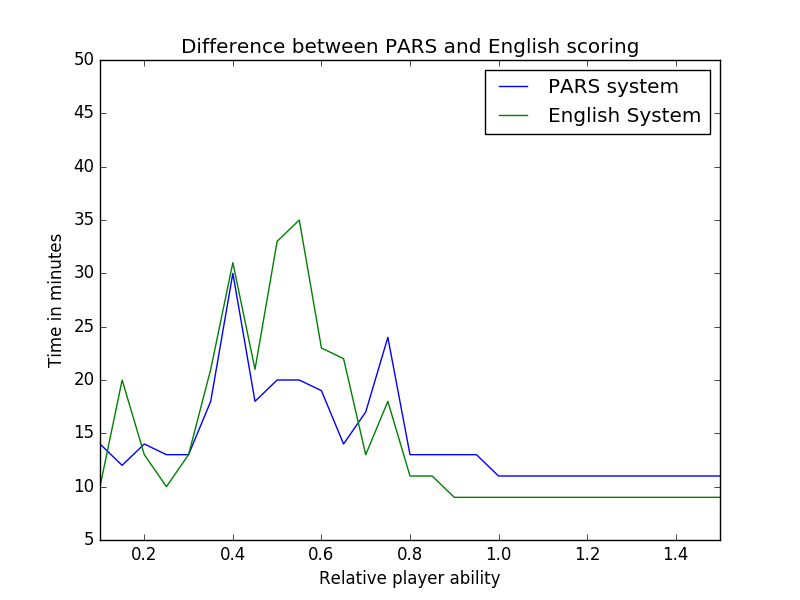 Difference between PARS and English scoring
PARS system
English System
50
45
40
35
30
25
20
15
10
5
Time in minutes
0.2 0.4 0.6 0.8 1.0 1.2 1.4
Relative player ability